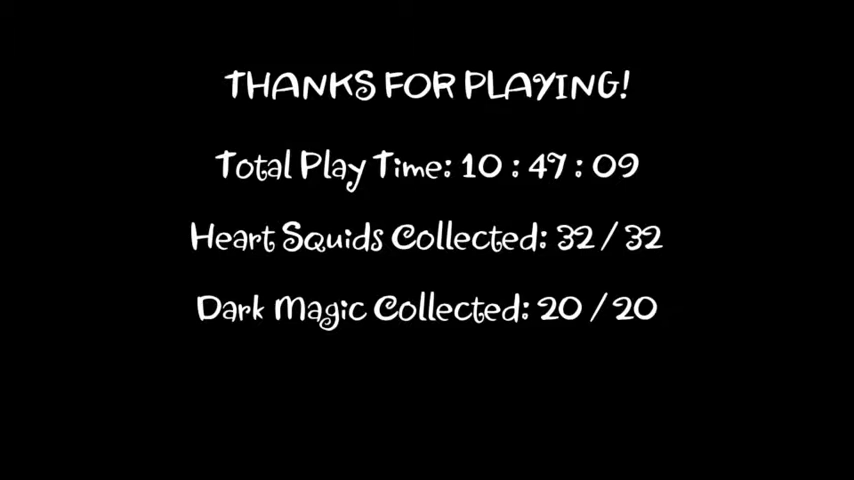 THANKS FOR PLAYING!
Total Play Time: 10 : 47 : 09
Heart Squids Collected: 32 / 32
Dark Magic Collected: 20 / 20